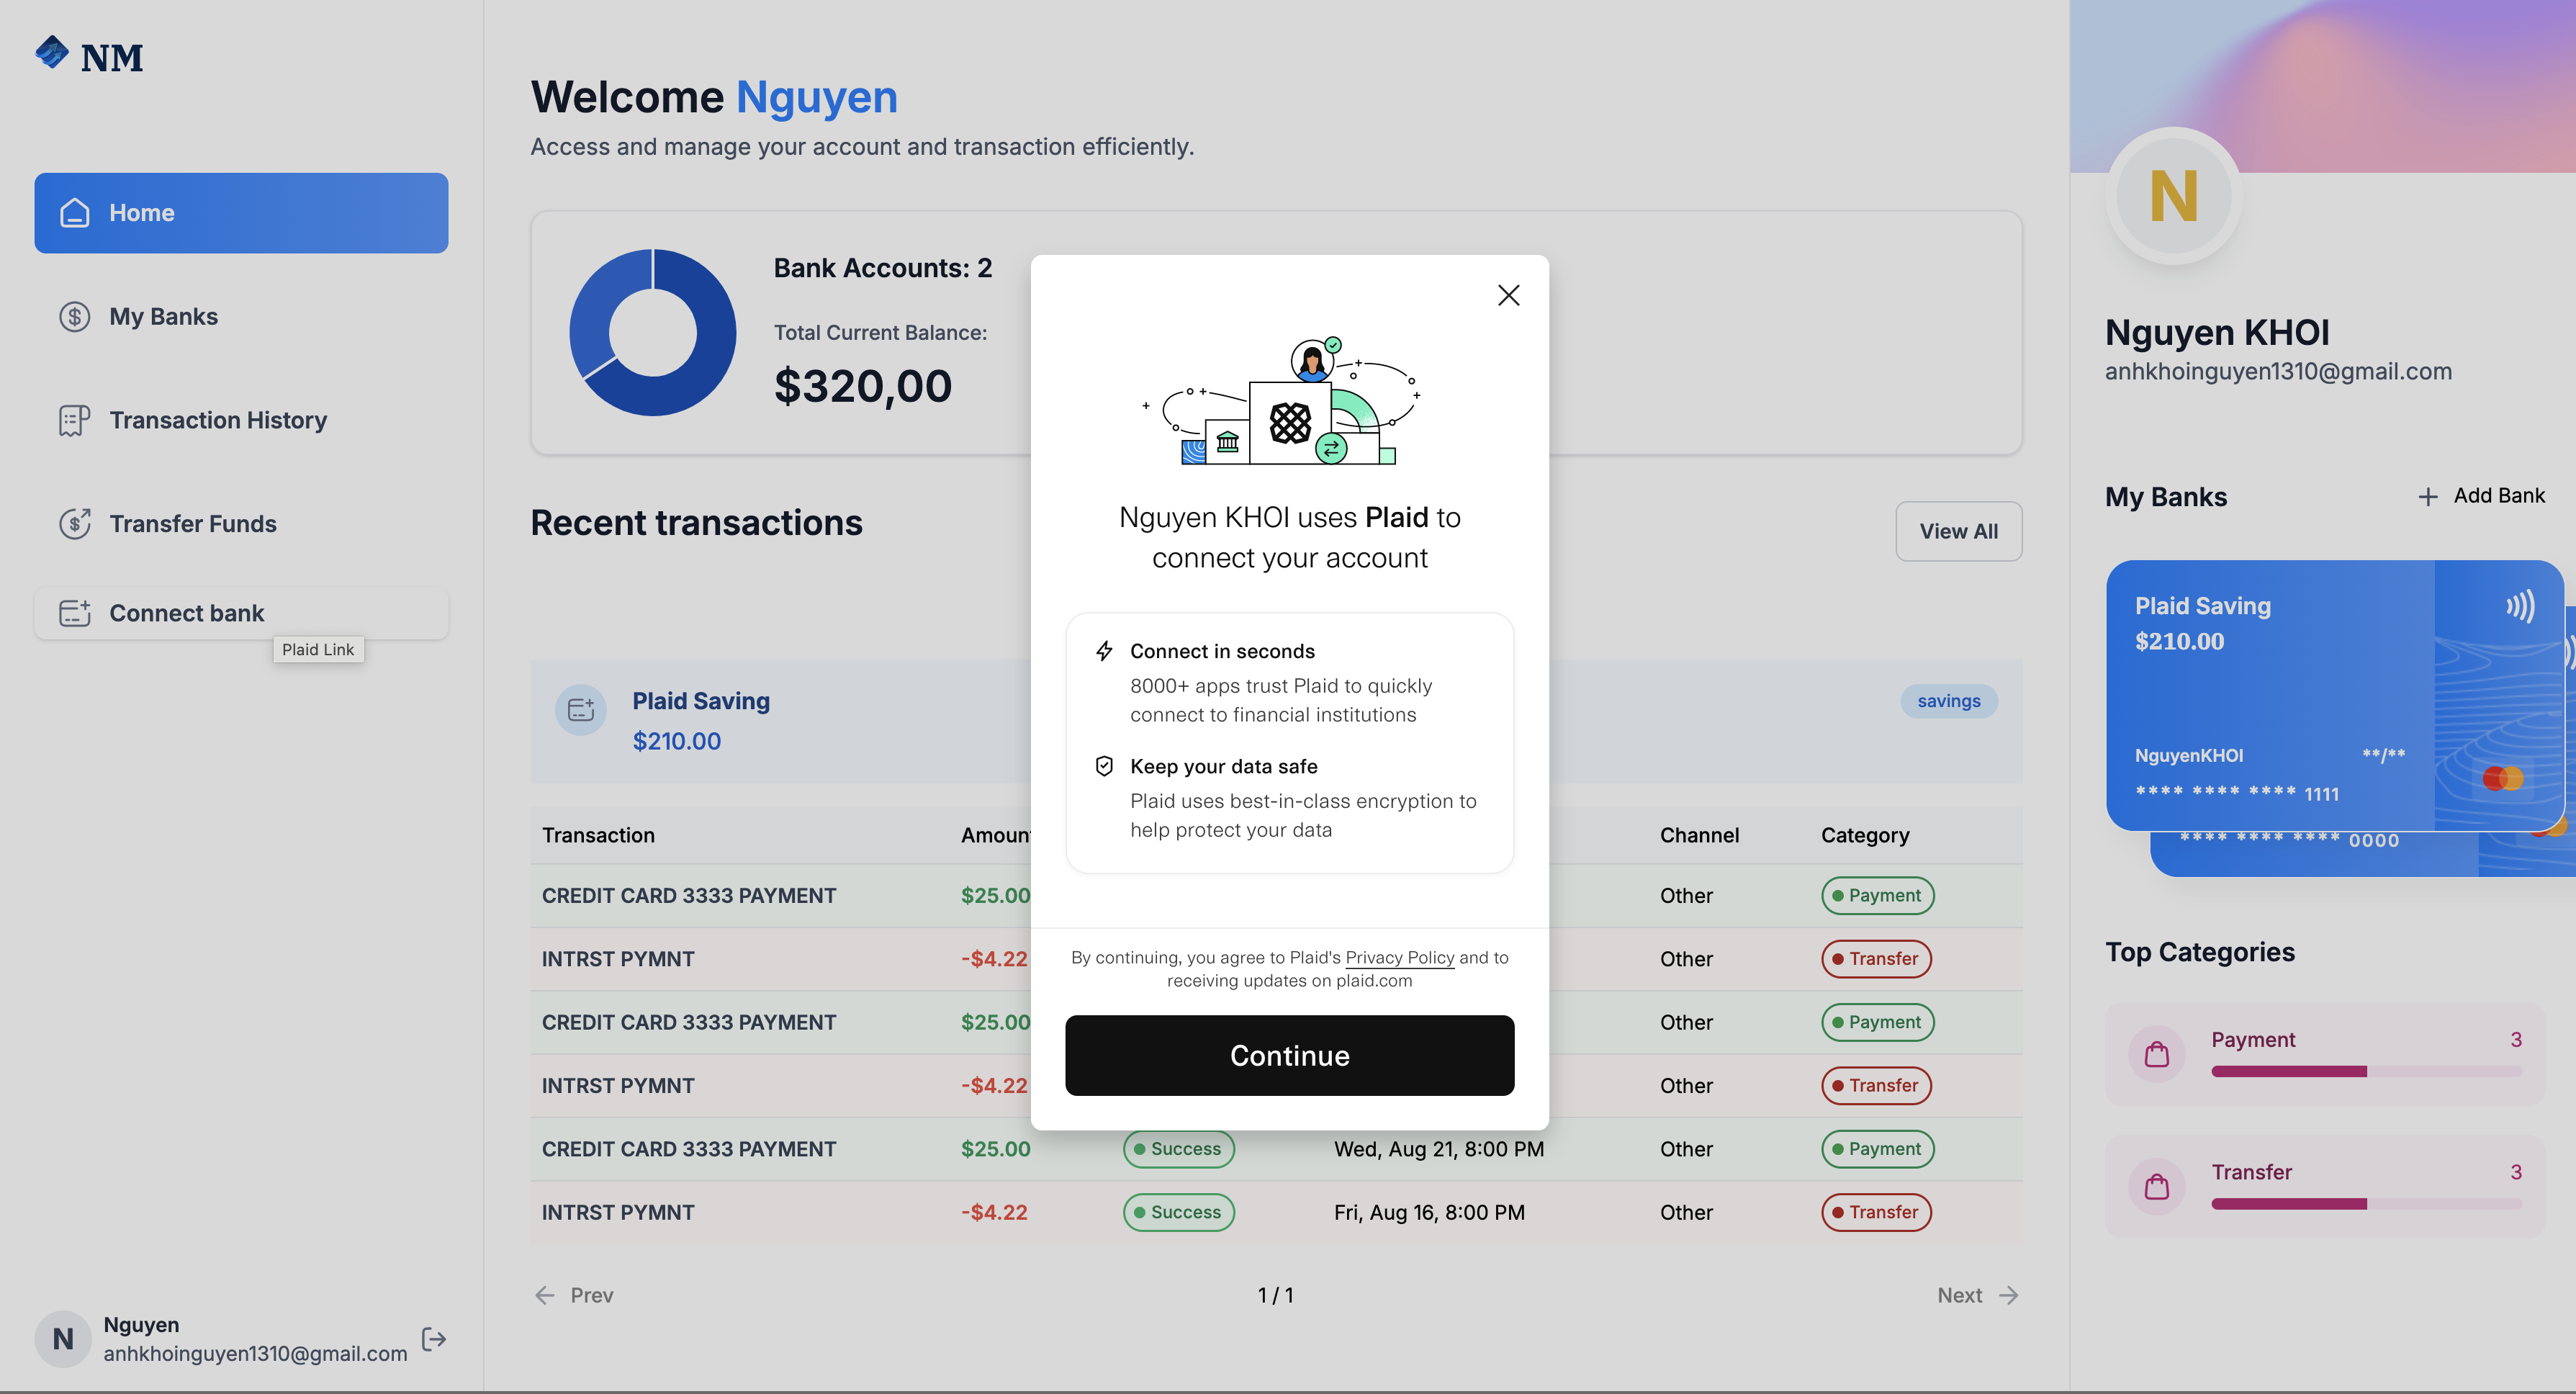 NM
Home
My Banks
Transaction History
Transfer Funds
Connect bank
Plaid Link
N
Nguyen
anhkhoinguyen1310@gmail.com
Welcome Nguyen
Access and manage your account and transaction efficiently.
Bank Accounts: 2
Total Current Balance:
$320,00
Recent transactions
View All
Plaid Saving
$210.00
savings
Transaction Amount Channel Category
CREDIT CARD 3333 PAYMENT $25.00 Other Payment
INTRST PYMNT -$4.22 Other Transfer
CREDIT CARD 3333 PAYMENT $25.00 Other Payment
INTRST PYMNT -$4.22 Other Transfer
CREDIT CARD 3333 PAYMENT $25.00 Success Wed, Aug 21, 8:00 PM Other Payment
INTRST PYMNT -$4.22 Success Fri, Aug 16, 8:00 PM Other Transfer
Prev 1 / 1 Next
Nguyen KHOI uses Plaid to
connect your account
Connect in seconds
8000+ apps trust Plaid to quickly
connect to financial institutions
Keep your data safe
Plaid uses best-in-class encryption to
help protect your data
By continuing, you agree to Plaid's Privacy Policy and to
receiving updates on plaid.com
Continue
N
Nguyen KHOI
anhkhoinguyen1310@gmail.com
My Banks + Add Bank
Plaid Saving
$210.00
NguyenKHOI **/**
**** **** **** 1111
**** **** **** 0000
Top Categories
Payment 3
Transfer 3